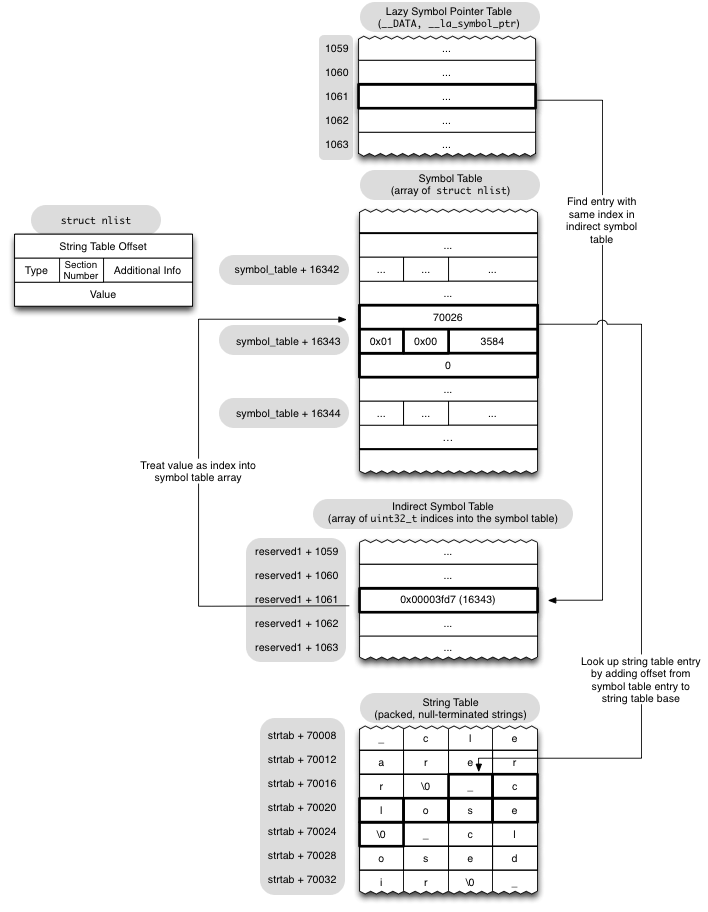 Lazy Symbol Pointer Table
(__DATA, __la_symbol_ptr)
1059 ...
1060 ...
1061 ...
1062 ...
1063 ...
Find entry with
same index in
indirect symbol
table
Symbol Table
(array of struct nlist)
struct nlist
String Table Offset
Type Section Number Additional Info
Value
...
symbol_table + 16342 ... ... ...
...
70026
symbol_table + 16343 0x01 0x00 3584
0
...
symbol_table + 16344 ... ... ...
...
Treat value as index into
symbol table array
Indirect Symbol Table
(array of uint32_t indices into the symbol table)
reserved1 + 1059 ...
reserved1 + 1060 ...
reserved1 + 1061 0x00003fd7 (16343)
reserved1 + 1062 ...
reserved1 + 1063 ...
Look up string table entry
by adding offset from
symbol table entry to
string table base
String Table
(packed, null-terminated strings)
strtab + 70008 _ c l e
strtab + 70012 a r e r
strtab + 70016 r \0 _ c
strtab + 70020 l o s e
strtab + 70024 \0 _ c l
strtab + 70028 o s e d
strtab + 70032 i r \0 _